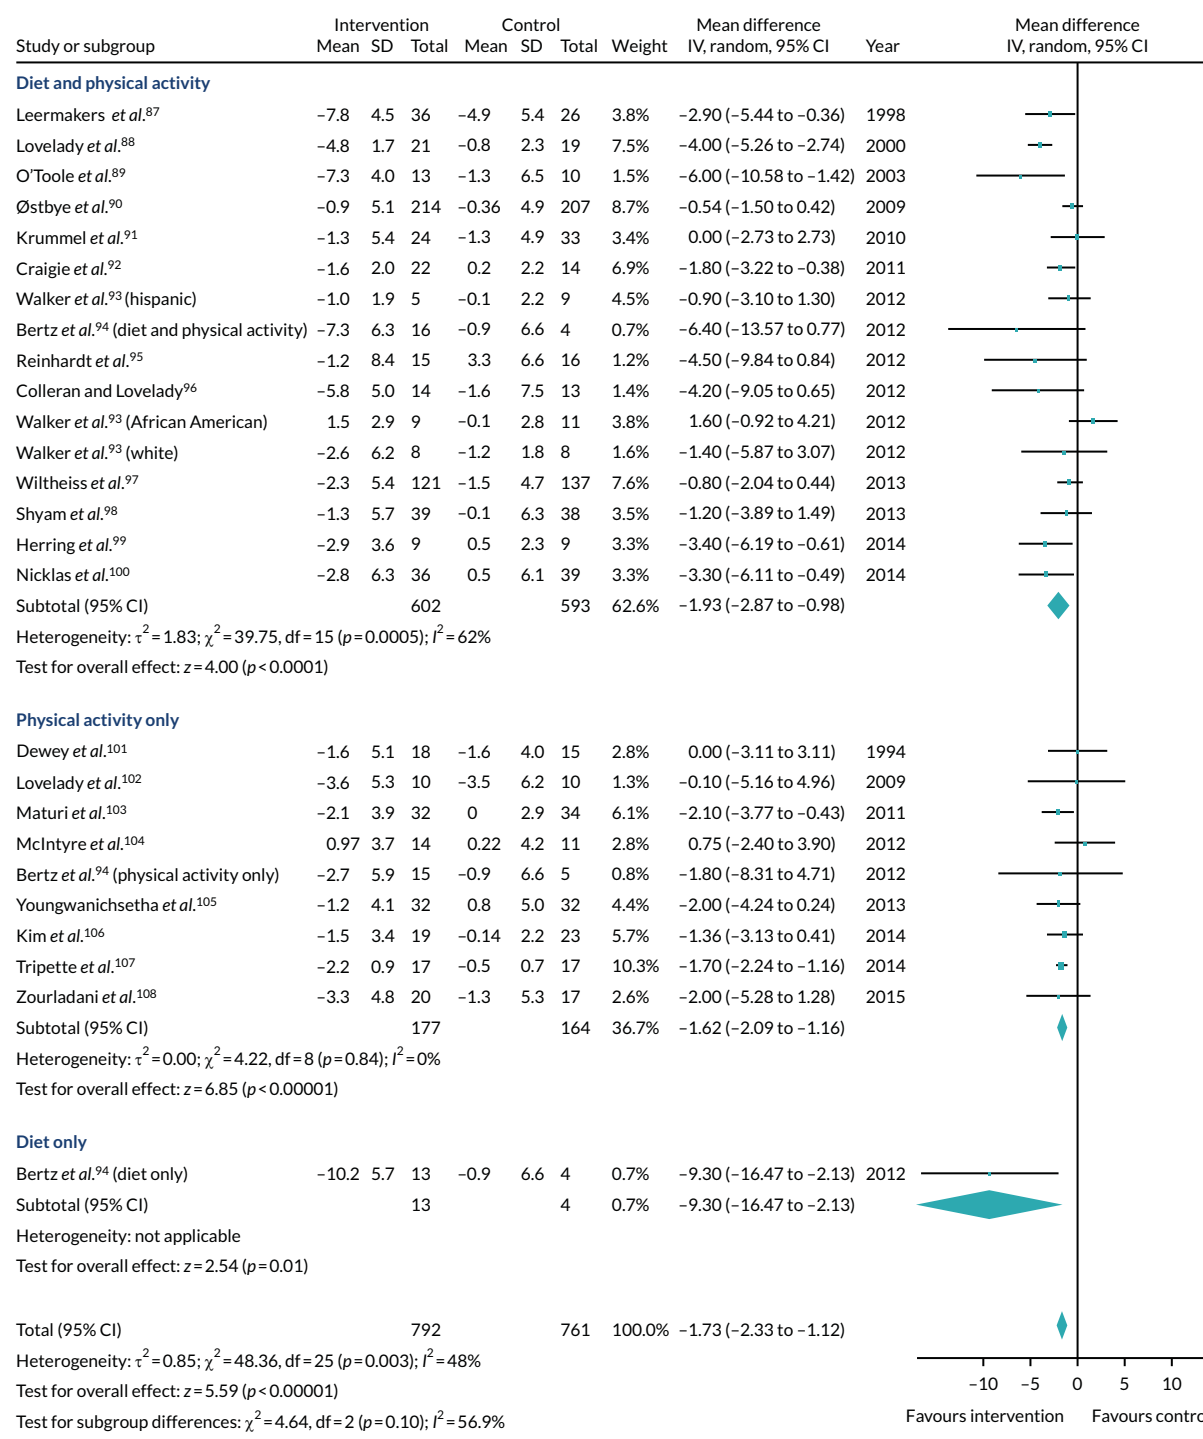 Intervention Control Mean difference Mean difference
Study or subgroup Mean SD Total Mean SD Total Weight IV, random, 95% CI Year IV, random, 95% CI
Diet and physical activity
Leermakers et al.87 –7.8 4.5 36 –4.9 5.4 26 3.8% –2.90 (–5.44 to –0.36) 1998
Lovelady et al.88 –4.8 1.7 21 –0.8 2.3 19 7.5% –4.00 (–5.26 to –2.74) 2000
O'Toole et al.89 –7.3 4.0 13 –1.3 6.5 10 1.5% –6.00 (–10.58 to –1.42) 2003
Østbye et al.90 –0.9 5.1 214 –0.36 4.9 207 8.7% –0.54 (–1.50 to 0.42) 2009
Krummel et al.91 –1.3 5.4 24 –1.3 4.9 33 3.4% 0.00 (–2.73 to 2.73) 2010
Craigie et al.92 –1.6 2.0 22 0.2 2.2 14 6.9% –1.80 (–3.22 to –0.38) 2011
Walker et al.93 (hispanic) –1.0 1.9 5 –0.1 2.2 9 4.5% –0.90 (–3.10 to 1.30) 2012
Bertz et al.94 (diet and physical activity) –7.3 6.3 16 –0.9 6.6 4 0.7% –6.40 (–13.57 to 0.77) 2012
Reinhardt et al.95 –1.2 8.4 15 3.3 6.6 16 1.2% –4.50 (–9.84 to 0.84) 2012
Colleran and Lovelady96 –5.8 5.0 14 –1.6 7.5 13 1.4% –4.20 (–9.05 to 0.65) 2012
Walker et al.93 (African American) 1.5 2.9 9 –0.1 2.8 11 3.8% 1.60 (–0.92 to 4.21) 2012
Walker et al.93 (white) –2.6 6.2 8 –1.2 1.8 8 1.6% –1.40 (–5.87 to 3.07) 2012
Wiltheiss et al.97 –2.3 5.4 121 –1.5 4.7 137 7.6% –0.80 (–2.04 to 0.44) 2013
Shyam et al.98 –1.3 5.7 39 –0.1 6.3 38 3.5% –1.20 (–3.89 to 1.49) 2013
Herring et al.99 –2.9 3.6 9 0.5 2.3 9 3.3% –3.40 (–6.19 to –0.61) 2014
Nicklas et al.100 –2.8 6.3 36 0.5 6.1 39 3.3% –3.30 (–6.11 to –0.49) 2014
Subtotal (95% CI) 602 593 62.6% –1.93 (–2.87 to –0.98)
Heterogeneity: τ2 = 1.83; χ2 = 39.75, df = 15 (p = 0.0005); I2 = 62%
Test for overall effect: z = 4.00 (p < 0.0001)
Physical activity only
Dewey et al.101 –1.6 5.1 18 –1.6 4.0 15 2.8% 0.00 (–3.11 to 3.11) 1994
Lovelady et al.102 –3.6 5.3 10 –3.5 6.2 10 1.3% –0.10 (–5.16 to 4.96) 2009
Maturi et al.103 –2.1 3.9 32 0 2.9 34 6.1% –2.10 (–3.77 to –0.43) 2011
McIntyre et al.104 0.97 3.7 14 0.22 4.2 11 2.8% 0.75 (–2.40 to 3.90) 2012
Bertz et al.94 (physical activity only) –2.7 5.9 15 –0.9 6.6 5 0.8% –1.80 (–8.31 to 4.71) 2012
Youngwanichsetha et al.105 –1.2 4.1 32 0.8 5.0 32 4.4% –2.00 (–4.24 to 0.24) 2013
Kim et al.106 –1.5 3.4 19 –0.14 2.2 23 5.7% –1.36 (–3.13 to 0.41) 2014
Tripette et al.107 –2.2 0.9 17 –0.5 0.7 17 10.3% –1.70 (–2.24 to –1.16) 2014
Zourladani et al.108 –3.3 4.8 20 –1.3 5.3 17 2.6% –2.00 (–5.28 to 1.28) 2015
Subtotal (95% CI) 177 164 36.7% –1.62 (–2.09 to –1.16)
Heterogeneity: τ2 = 0.00; χ2 = 4.22, df = 8 (p = 0.84); I2 = 0%
Test for overall effect: z = 6.85 (p < 0.00001)
Diet only
Bertz et al.94 (diet only) –10.2 5.7 13 –0.9 6.6 4 0.7% –9.30 (–16.47 to –2.13) 2012
Subtotal (95% CI) 13 4 0.7% –9.30 (–16.47 to –2.13)
Heterogeneity: not applicable
Test for overall effect: z = 2.54 (p = 0.01)
Total (95% CI) 792 761 100.0% –1.73 (–2.33 to –1.12)
Heterogeneity: τ2 = 0.85; χ2 = 48.36, df = 25 (p = 0.003); I2 = 48%
–10 –5 0 5 10
Test for overall effect: z = 5.59 (p < 0.00001)
Test for subgroup differences: χ2 = 4.64, df = 2 (p = 0.10); I2 = 56.9%
Favours intervention Favours contro